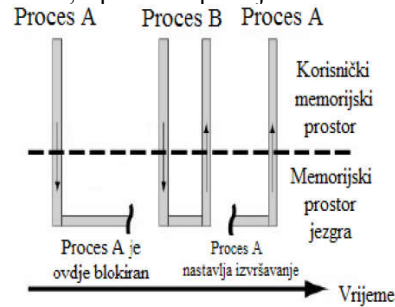 Proces A Proces B Proces A
Korisnički
memorijski
prostor
Memorijski
prostor
jezgra
Proces A je
ovdje blokiran
Proces A
nastavlja izvršavanje
Vrijeme